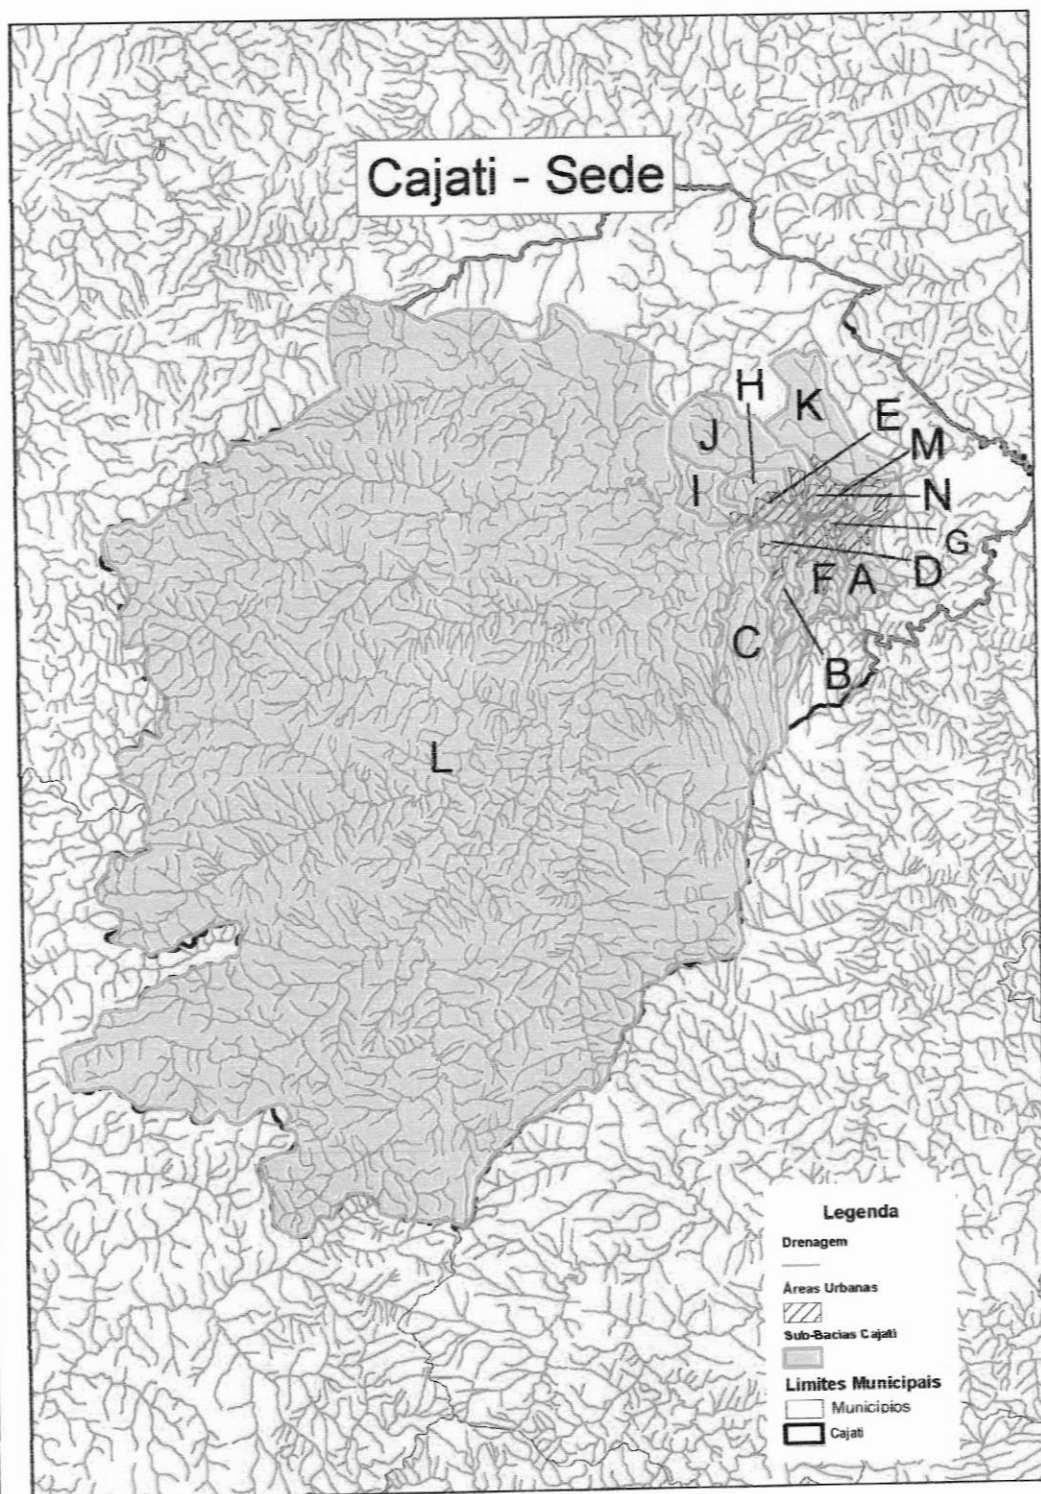 Cajati - Sede
H
K
E
J
M
I
N
G
D
F
A
C
B
L
Legenda
Drenagem
Áreas Urbanas
Sub-Bacias Cajati
Limites Municipais
Municípios
Cajati